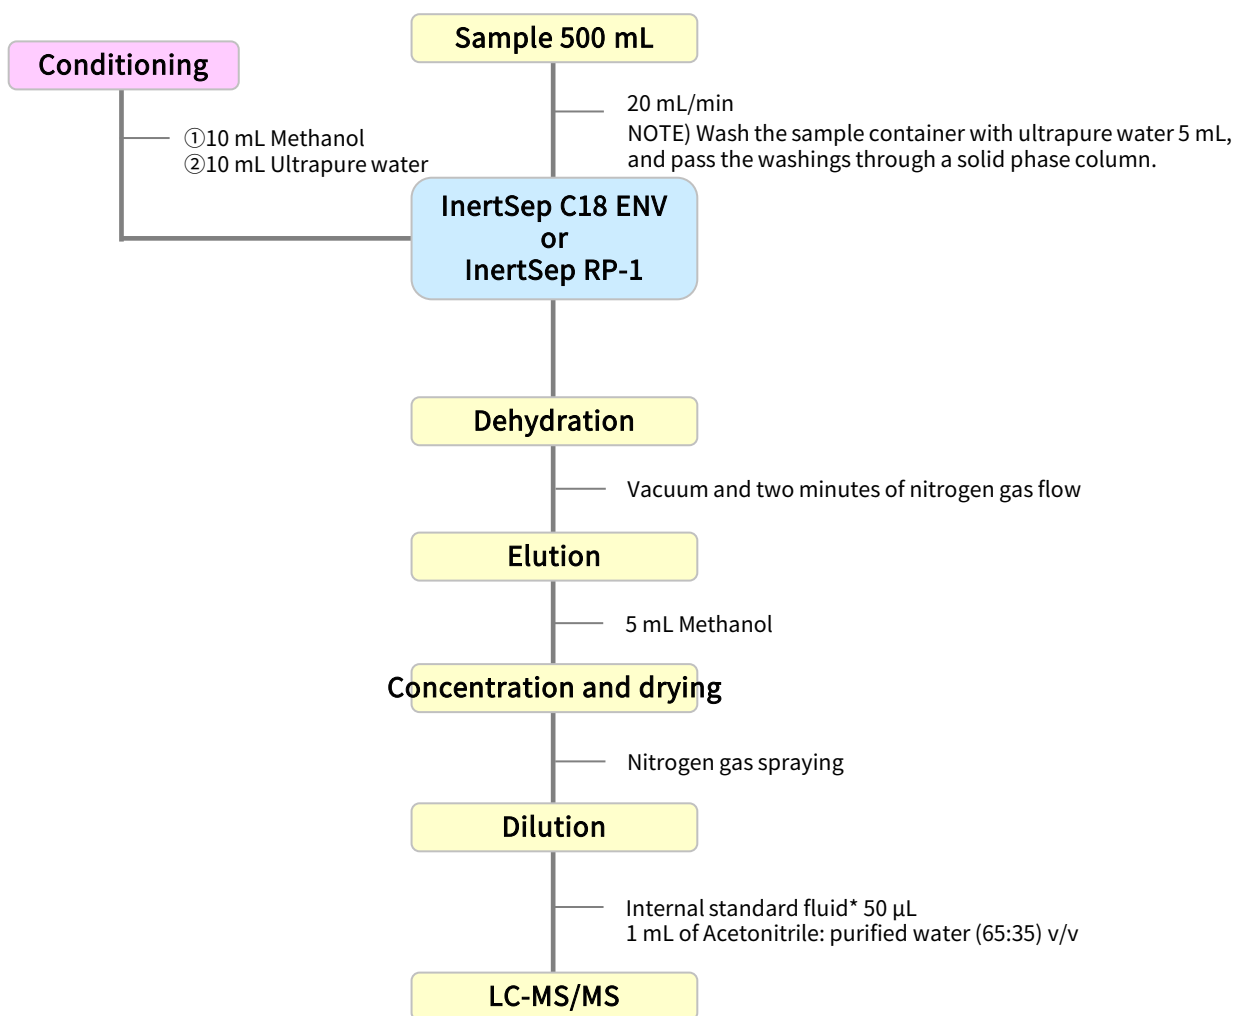 Sample 500 mL
Conditioning
20 mL/min
NOTE) Wash the sample container with ultrapure water 5 mL,
and pass the washings through a solid phase column.
①10 mL Methanol
②10 mL Ultrapure water
InertSep C18 ENV
or
InertSep RP-1
Dehydration
Vacuum and two minutes of nitrogen gas flow
Elution
5 mL Methanol
Concentration and drying
Nitrogen gas spraying
Dilution
Internal standard fluid* 50 µL
1 mL of Acetonitrile: purified water (65:35) v/v
LC-MS/MS